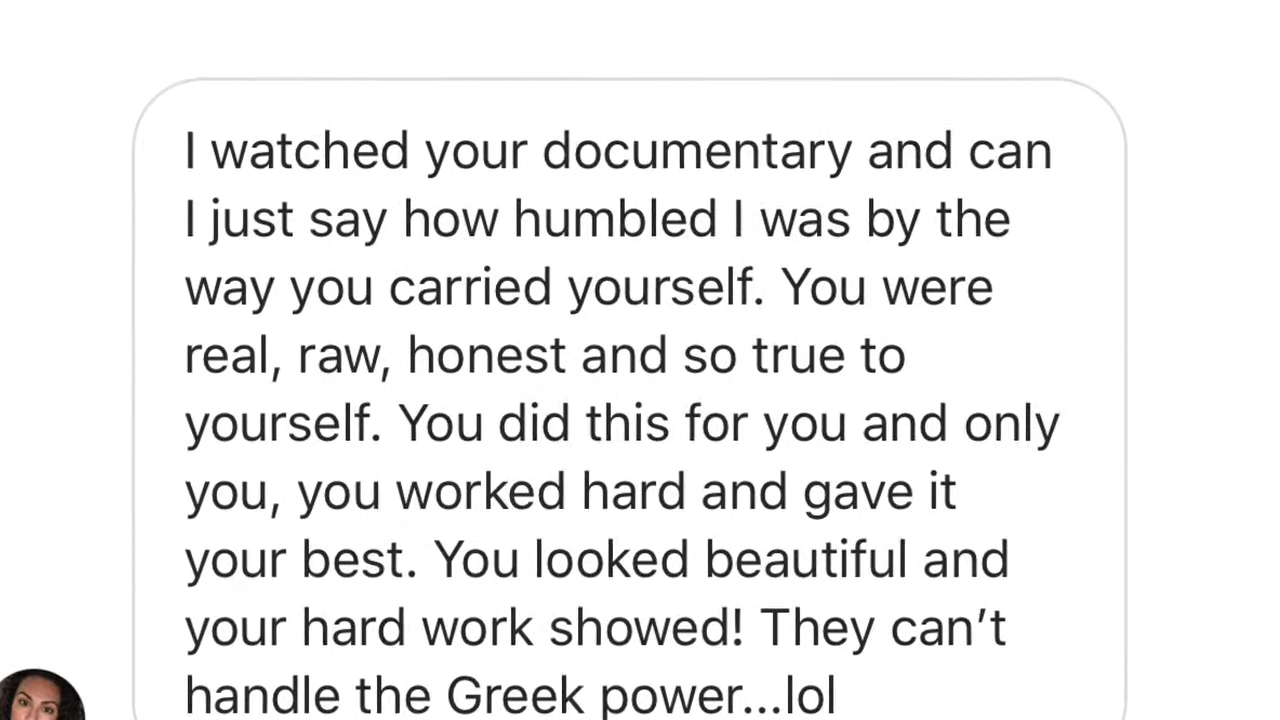 I watched your documentary and can
I just say how humbled I was by the
way you carried yourself. You were
real, raw, honest and so true to
yourself. You did this for you and only
you, you worked hard and gave it
your best. You looked beautiful and
your hard work showed! They can’t
handle the Greek power...lol